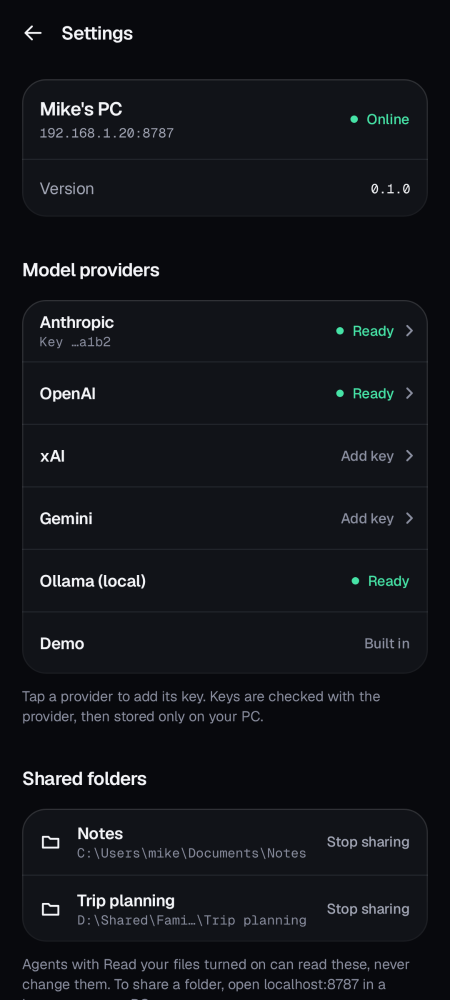 Settings
Mike's PC
192.168.1.20:8787
Online
Version
0.1.0
Model providers
Anthropic
Key …a1b2
Ready
OpenAI
Ready
xAI
Add key
Gemini
Add key
Ollama (local)
Ready
Demo
Built in
Tap a provider to add its key. Keys are checked with the
provider, then stored only on your PC.
Shared folders
Notes
C:\Users\mike\Documents\Notes
Stop sharing
Trip planning
D:\Shared\Fami…\Trip planning
Stop sharing
Agents with Read your files turned on can read these, never
change them. To share a folder, open localhost:8787 in a